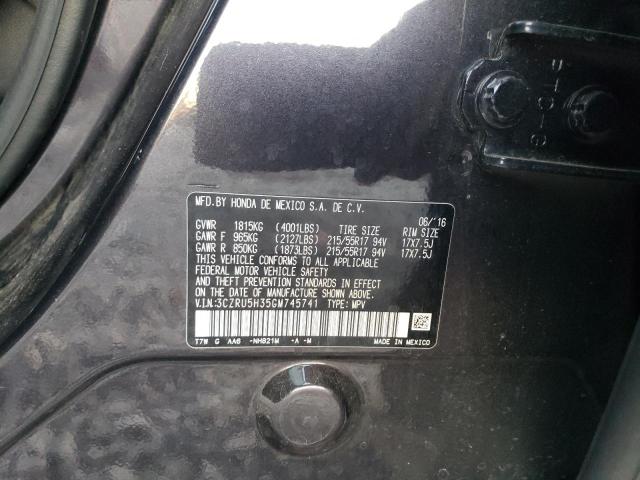 MFD.BY HONDA DE MEXICO S.A. DE C.V. 06/'16
GVWR 1815KG (4001LBS) TIRE SIZE RIM SIZE
GAWR F 965KG (2127LBS) 215/55R17 94V 17X7.5J
GAWR R 850KG (1873LBS) 215/55R17 94V 17X7.5J
THIS VEHICLE CONFORMS TO ALL APPLICABLE
FEDERAL MOTOR VEHICLE SAFETY
AND THEFT PREVENTION STANDARDS IN EFFECT
ON THE DATE OF MANUFACTURE SHOWN ABOVE.
V.I.N:3CZRU5H35GM745741 TYPE: MPV
T7W G AA6 -NH821M -A -M MADE IN MEXICO